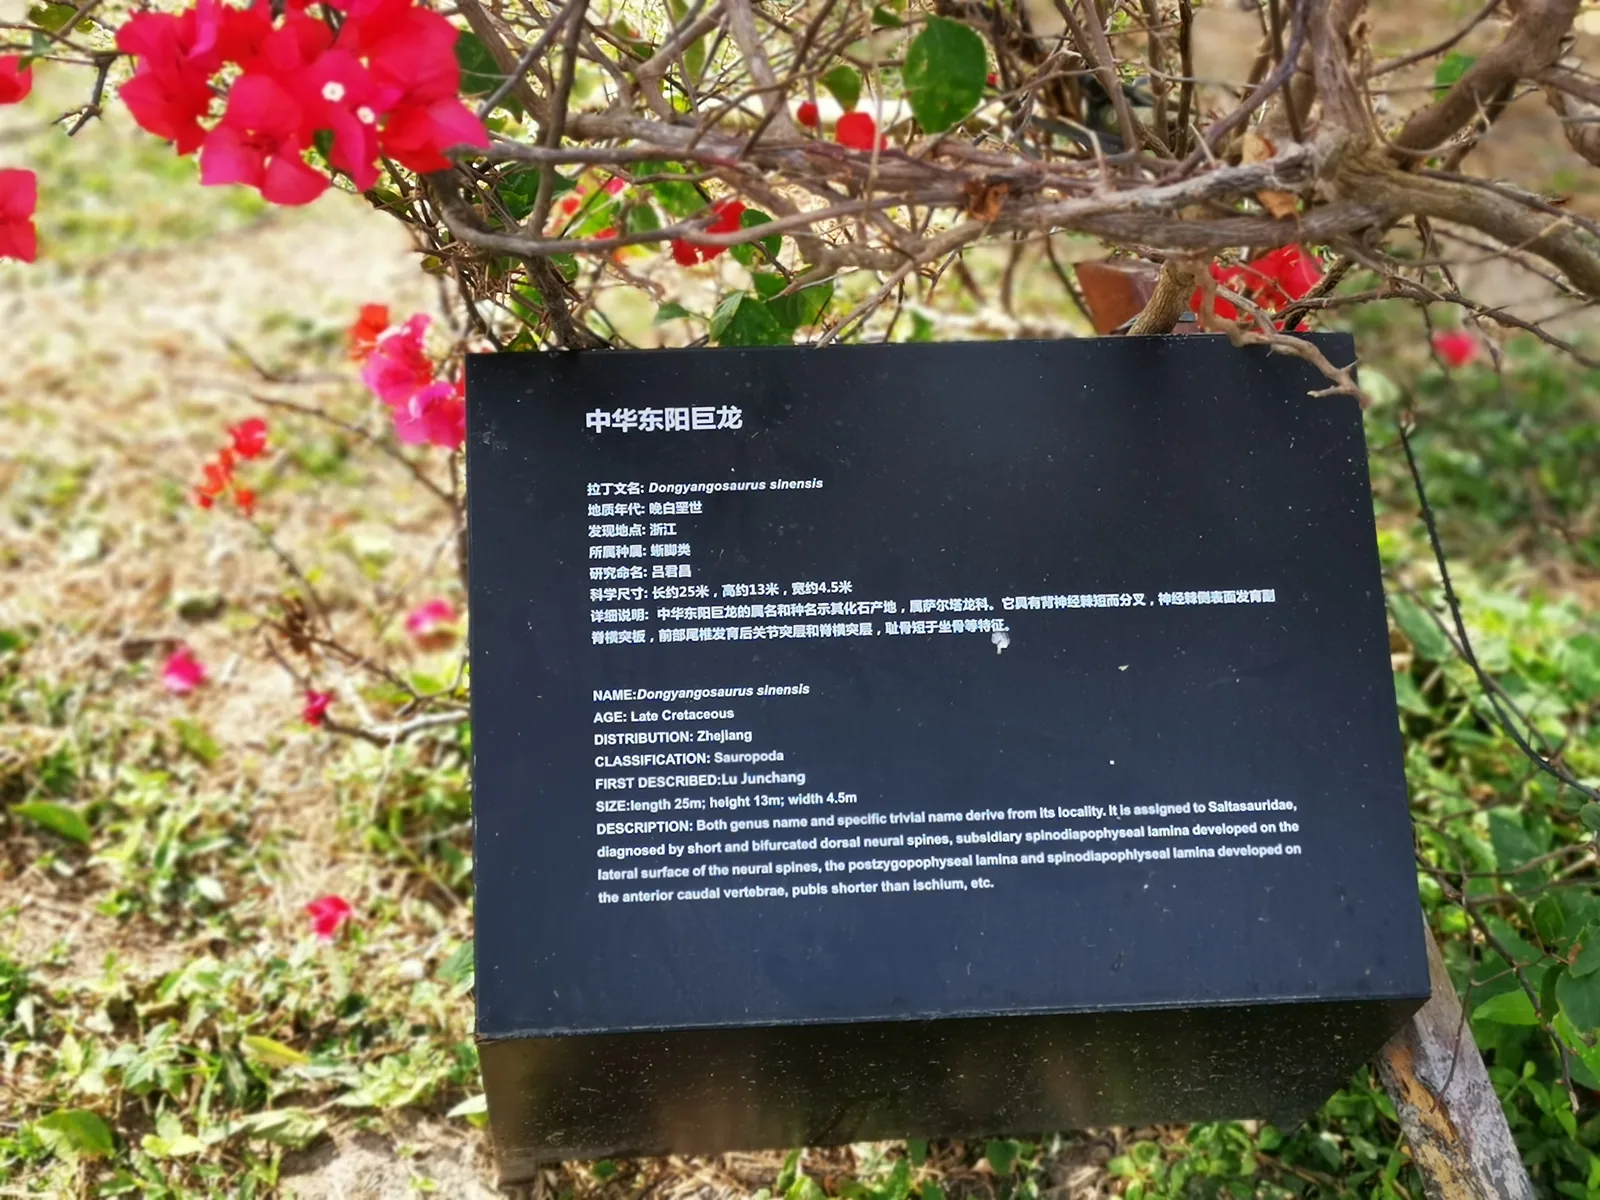 中华东阳巨龙
拉丁文名: Dongyangosaurus sinensis
地质年代: 晚白垩世
发现地点: 浙江
所属种属: 蜥脚类
研究命名: 吕君昌
科学尺寸: 长约25米，高约13米，宽约4.5米
详细说明: 中华东阳巨龙的属名和种名示其化石产地，属萨尔塔龙科。它具有背神经棘短而分叉，神经棘侧表面发育副
脊横突板，前部尾椎发育后关节突层和脊横突层，耻骨短于坐骨等特征。
NAME:Dongyangosaurus sinensis
AGE: Late Cretaceous
DISTRIBUTION: Zhejiang
CLASSIFICATION: Sauropoda
FIRST DESCRIBED:Lu Junchang
SIZE:length 25m; height 13m; width 4.5m
DESCRIPTION: Both genus name and specific trivial name derive from its locality. It is assigned to Saltasauridae,
diagnosed by short and bifurcated dorsal neural spines, subsidiary spinodiapophyseal lamina developed on the
lateral surface of the neural spines, the postzygopophyseal lamina and spinodiapophlyseal lamina developed on
the anterior caudal vertebrae, pubis shorter than ischium, etc.